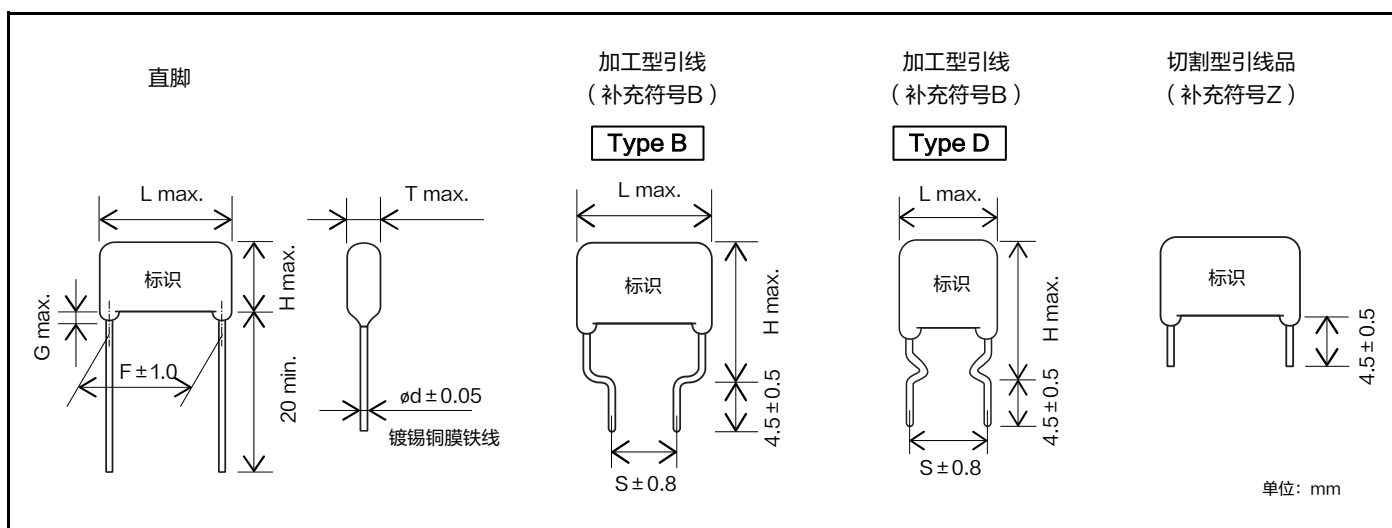 直脚
加工型引线
（补充符号B）
Type B
加工型引线
（补充符号B）
Type D
切割型引线品
（补充符号Z）
L max.
T max.
标识
H max.
G max.
F±1.0
20 min.
ød±0.05
镀锡铜膜铁线
L max.
标识
H max.
4.5±0.5
S±0.8
L max.
标识
H max.
4.5±0.5
S±0.8
标识
4.5±0.5
单位：mm